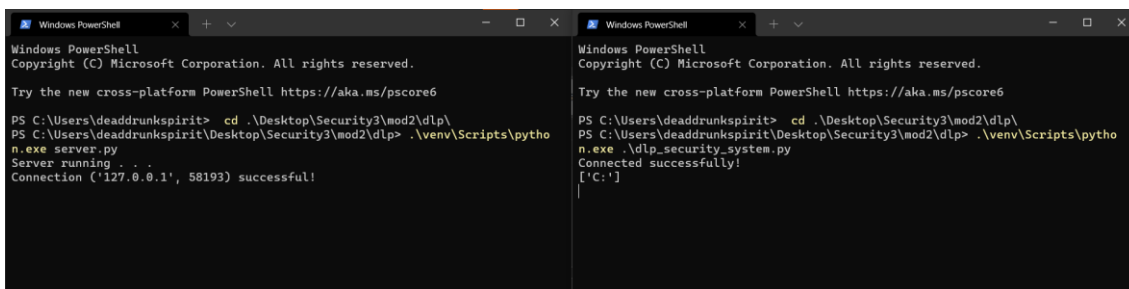 Windows PowerShell
Windows PowerShell
Copyright (C) Microsoft Corporation. All rights reserved.
Try the new cross-platform PowerShell https://aka.ms/pscore6
PS C:\Users\deaddrunkspirit>  cd .\Desktop\Security3\mod2\dlp\
PS C:\Users\deaddrunkspirit\Desktop\Security3\mod2\dlp> .\venv\Scripts\pytho
n.exe server.py
Server running . . .
Connection ('127.0.0.1', 58193) successful!
Windows PowerShell
Windows PowerShell
Copyright (C) Microsoft Corporation. All rights reserved.
Try the new cross-platform PowerShell https://aka.ms/pscore6
PS C:\Users\deaddrunkspirit>  cd .\Desktop\Security3\mod2\dlp\
PS C:\Users\deaddrunkspirit\Desktop\Security3\mod2\dlp> .\venv\Scripts\pytho
n.exe .\dlp_security_system.py
Connected successfully!
['C:']